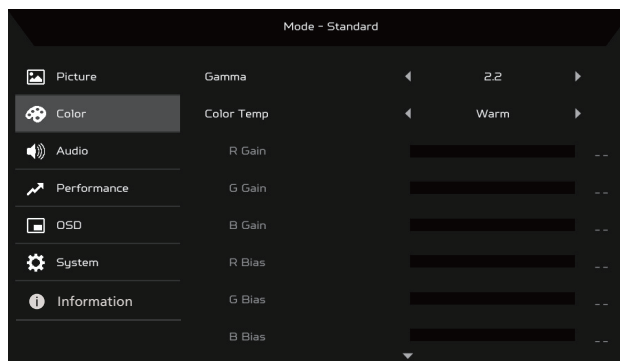 Mode - Standard
Picture
Gamma 2.2
Color
Color Temp Warm
Audio
R Gain --
Performance
G Gain --
OSD
B Gain --
System
R Bias --
Information
G Bias --
B Bias --